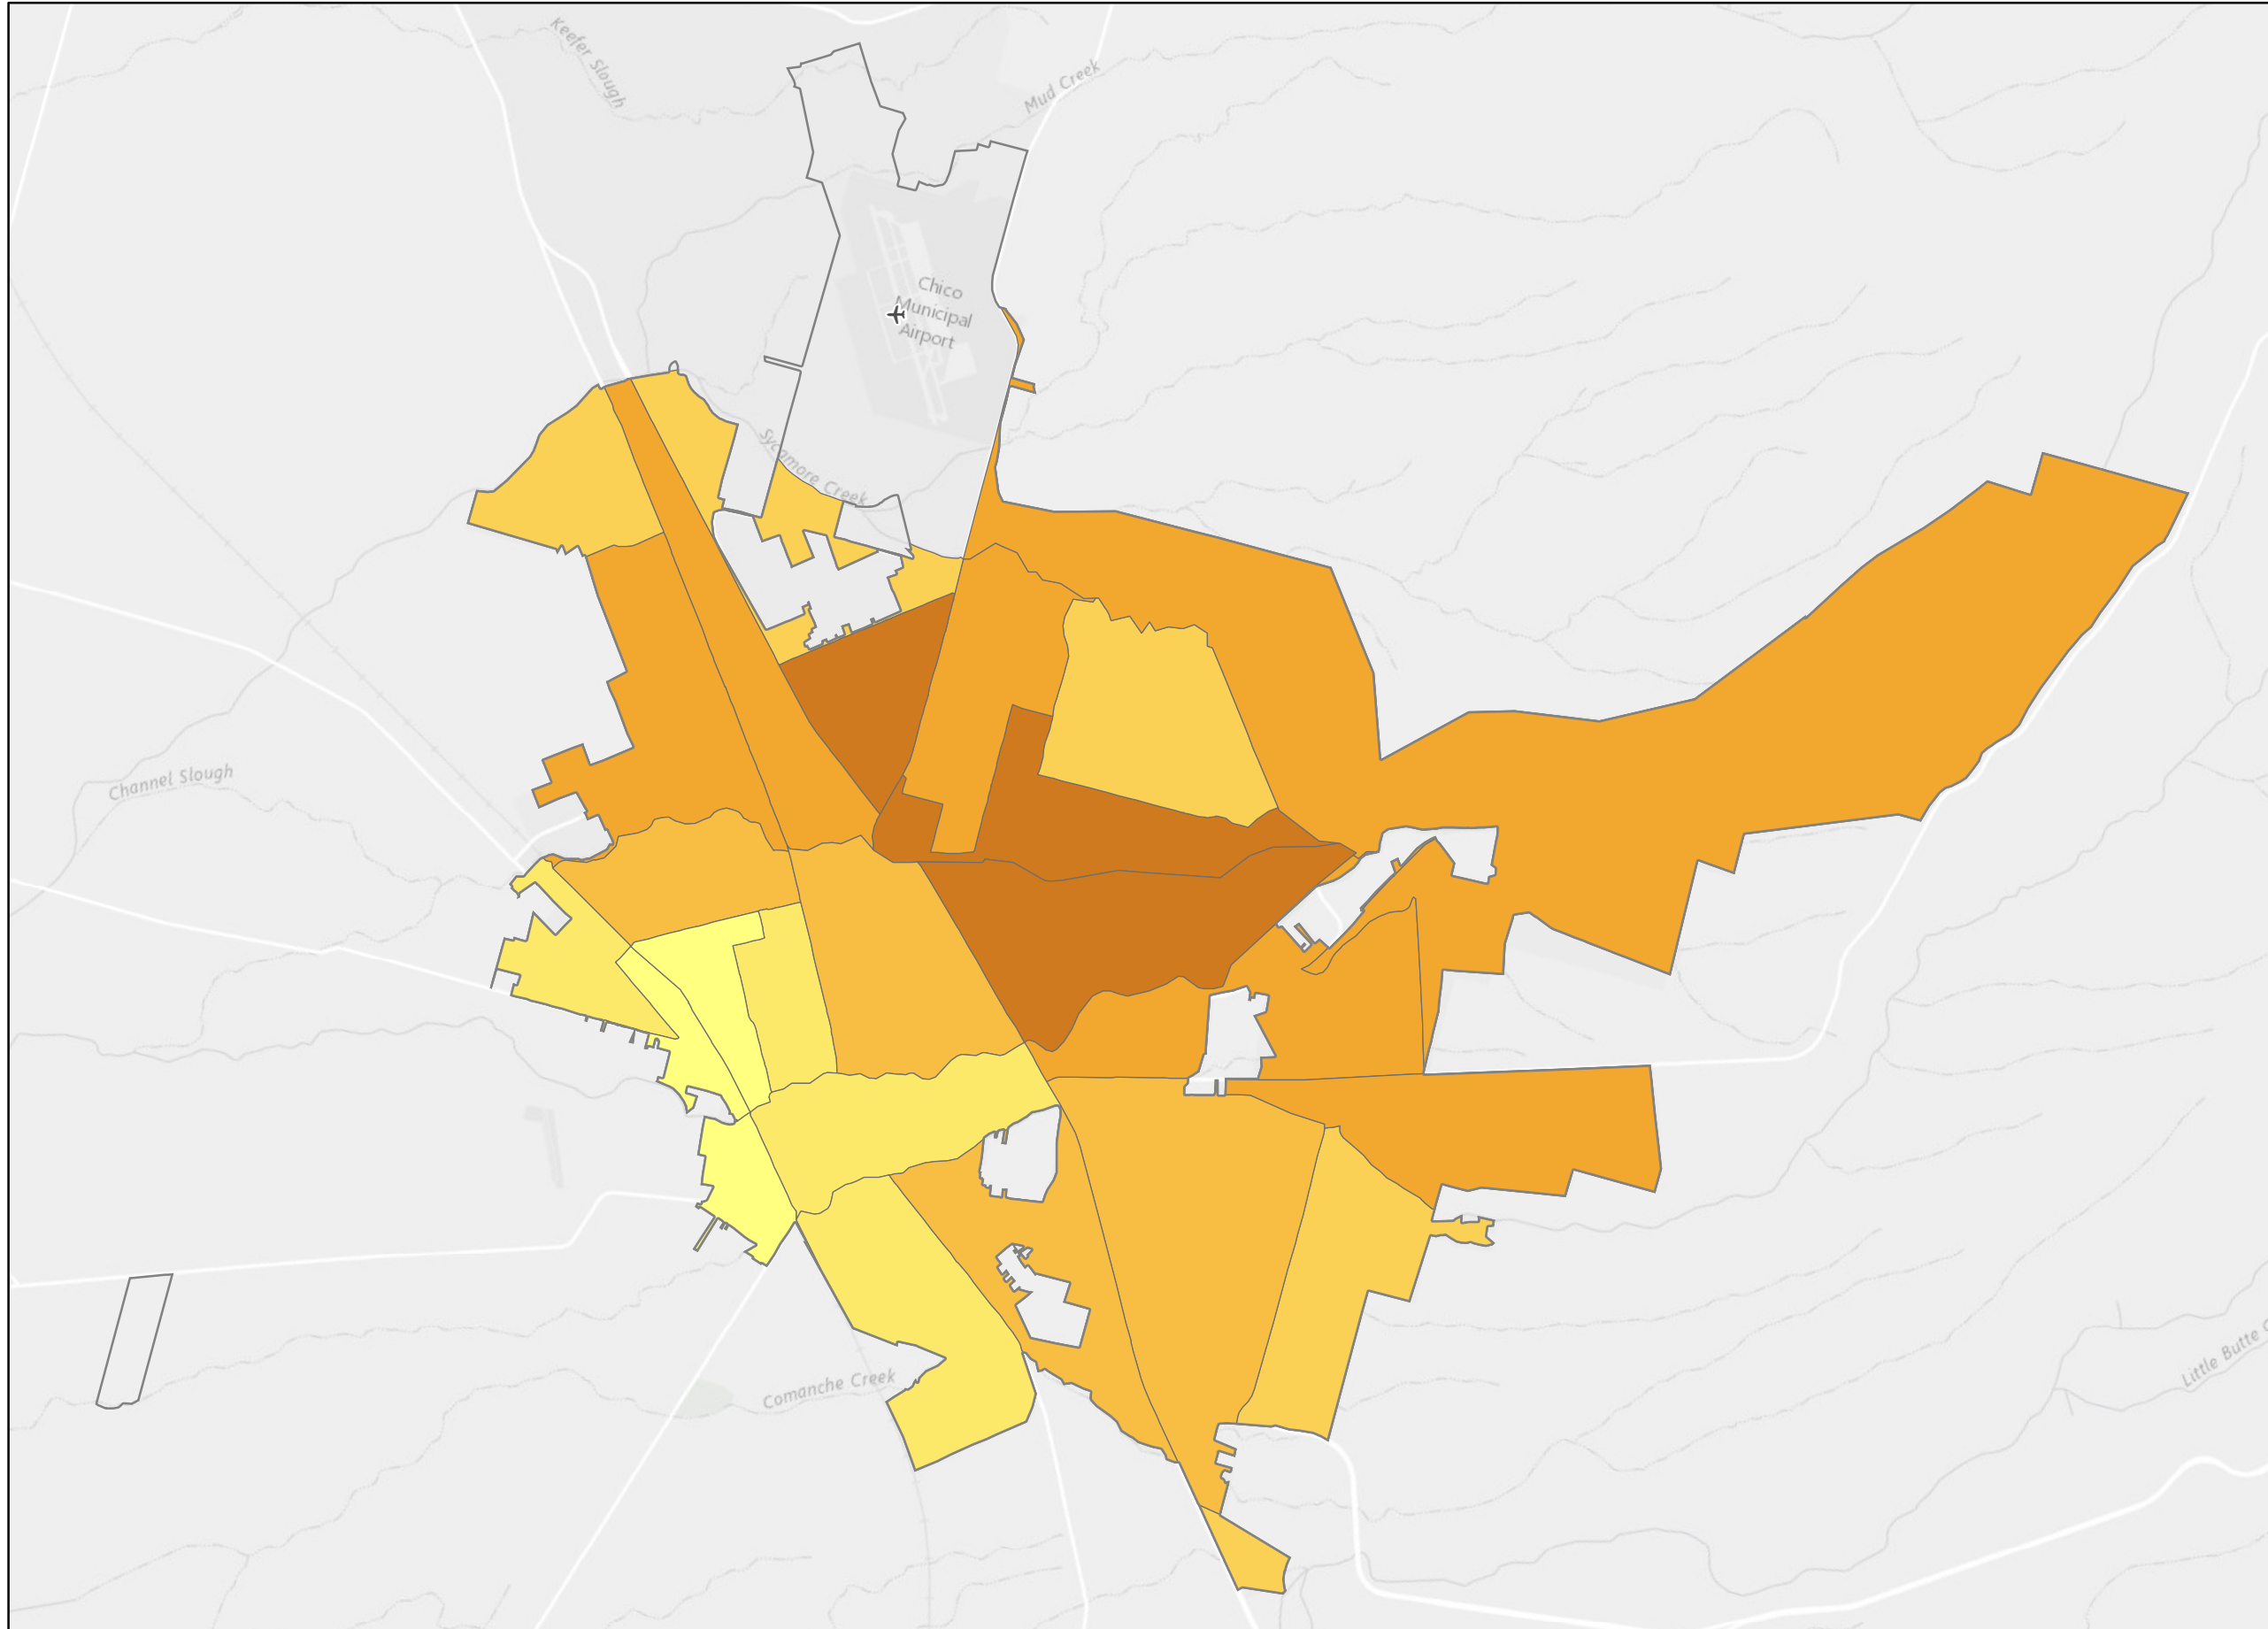 Keefer Slough
Mud Creek
Chico
Municipal
Airport
Sycamore Creek
Channel Slough
Comanche Creek
Little Butte